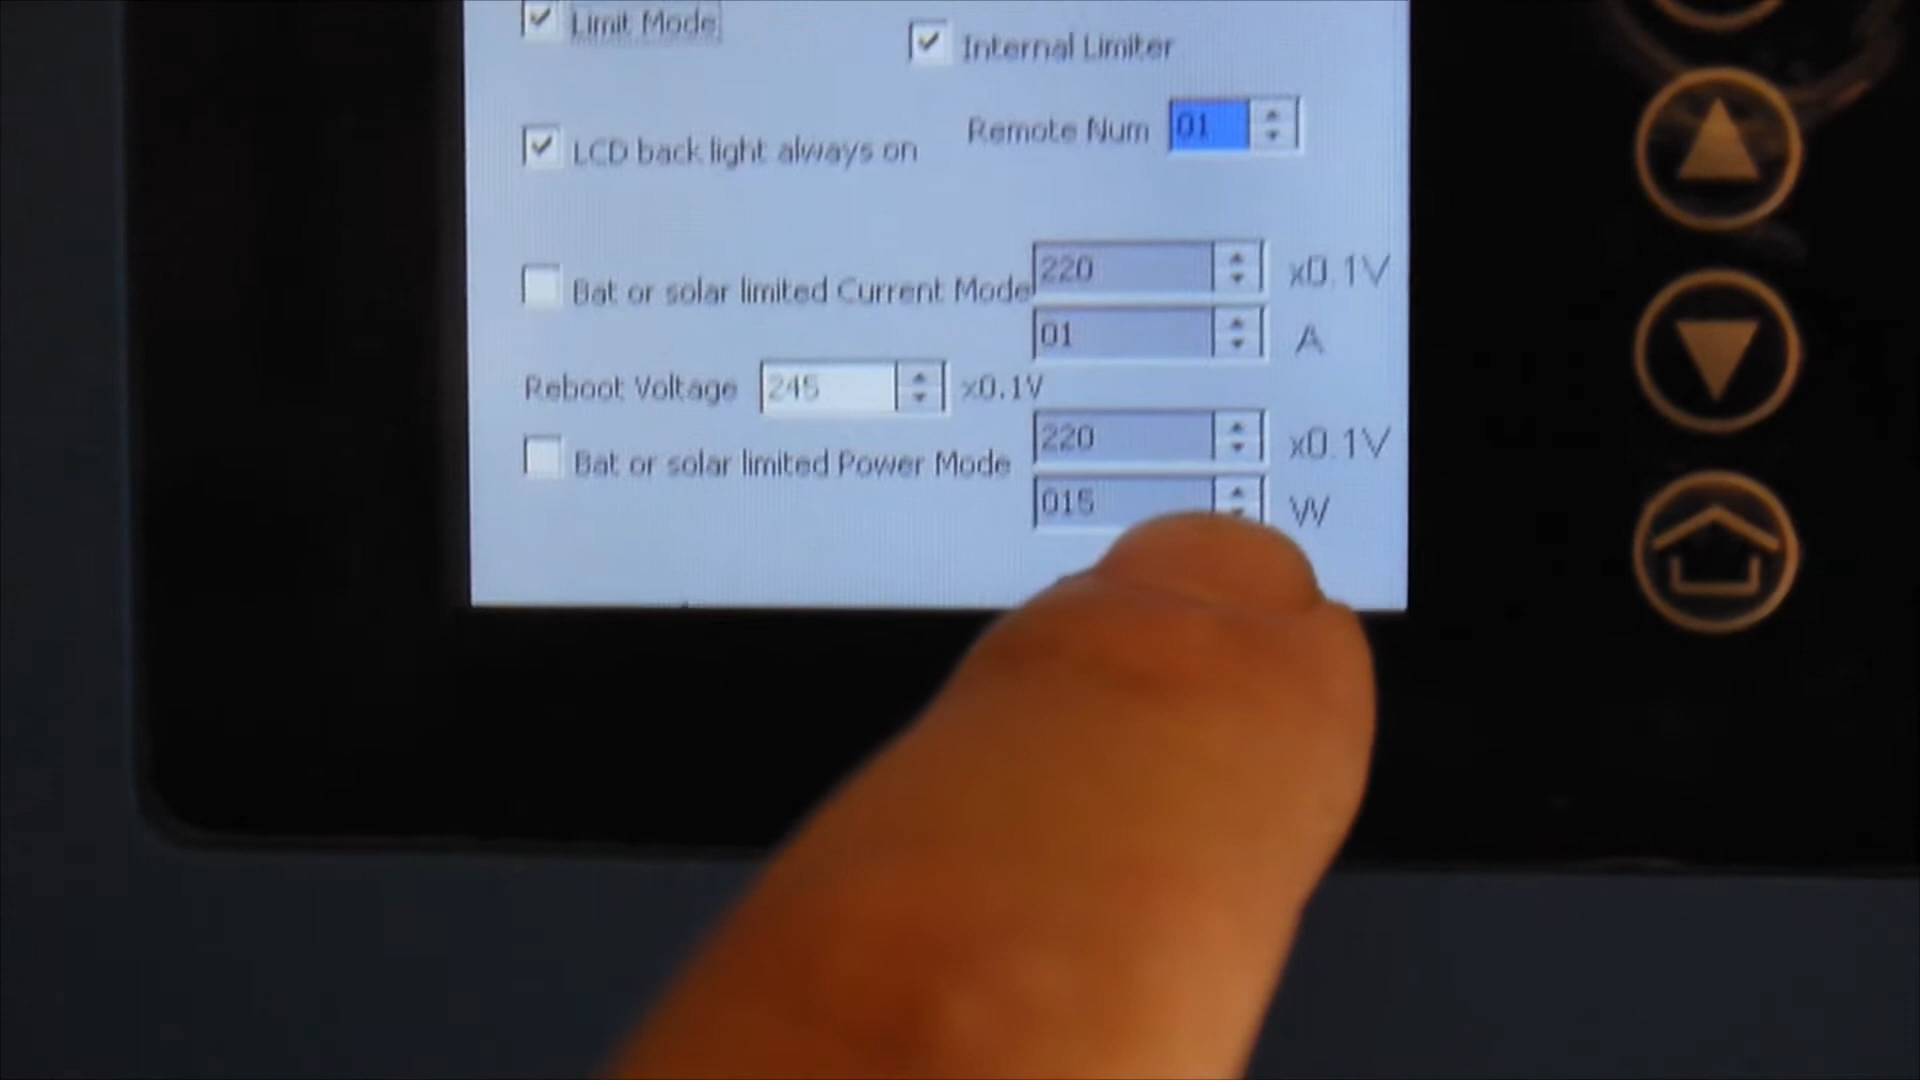 Limit Mode
Internal Limiter
LCD back light always on
Remote Num 01
Bat or solar limited Current Mode
220 x0.1V
01 A
Reboot Voltage 245 x0.1V
Bat or solar limited Power Mode
220 x0.1V
015 W